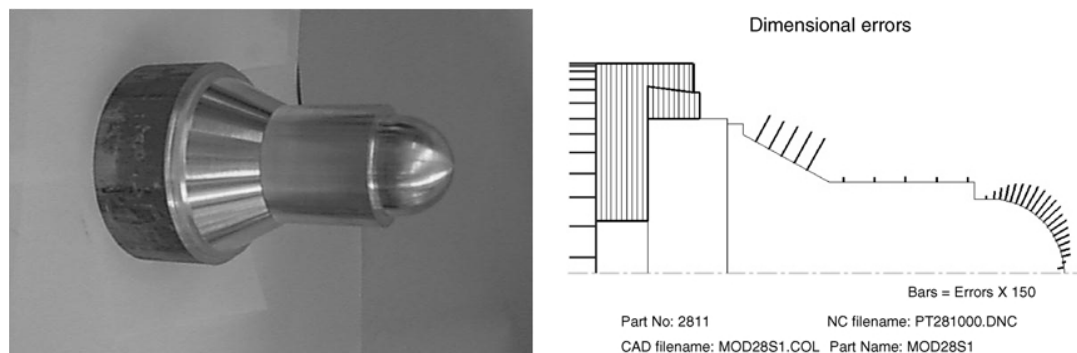 Dimensional errors
Bars = Errors X 150
Part No: 2811 NC filename: PT281000.DNC
CAD filename: MOD28S1.COL Part Name: MOD28S1